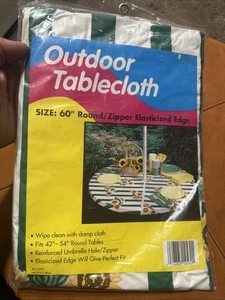 Outdoor
Tablecloth
SIZE: 60" Round/Zipper Elasticized Edge
• Wipe clean with damp cloth
• Fits 42"- 54" Round Tables
• Reinforced Umbrella Hole/Zipper
• Elasticized Edge Will Give Perfect Fit